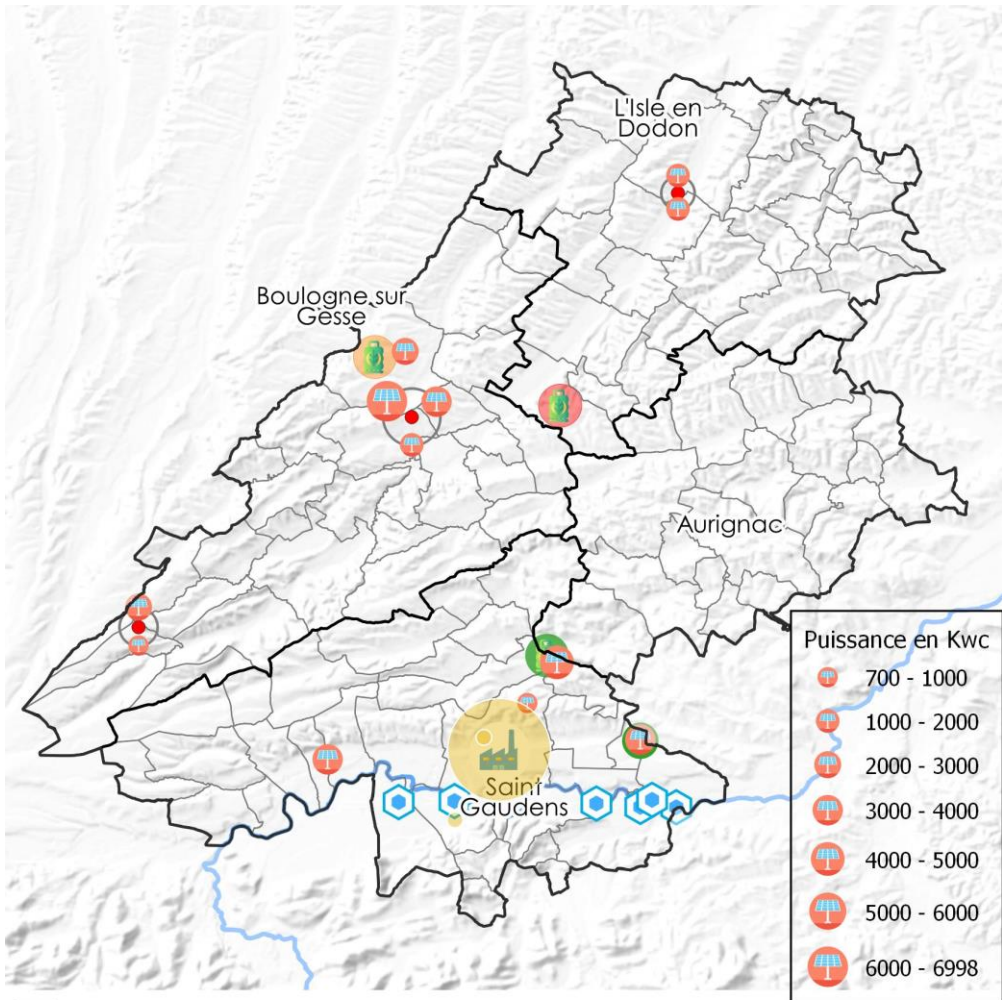 L'Isle en
Dodon
Boulogne sur
Gesse
Aurignac
Saint
Gaudens
Puissance en Kwc
700 - 1000
1000 - 2000
2000 - 3000
3000 - 4000
4000 - 5000
5000 - 6000
6000 - 6998